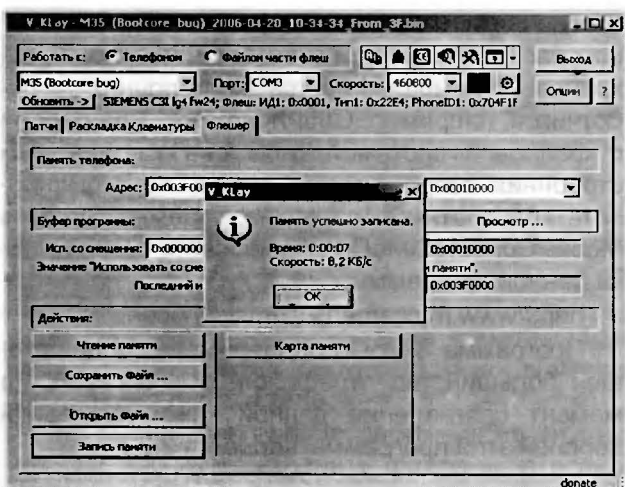 V_KLay - M35 (Bootcore bug)_2006-04-20_10-34-34_From_3F.bin
Работать с: Телефоном Файлом части флеш Выход
M35 (Bootcore bug) Порт: COM3 Скорость: 460800 Опции ?
Обновить -> SIEMENS C3I lg4 fw24; Флеш: ИД1: 0x0001, Тип1: 0x22E4; PhoneID1: 0x704F1F
Патчи Раскладка Клавиатуры Флешер
Память телефона:
Адрес: 0x003F00 0x00010000
V_KLay
Память успешно записана.
Время: 0:00:07
Скорость: 8,2 КБ/с
OK
Буфер программы: Просмотр ...
Исп. со смещения: 0x000000 0x00010000
Значение "Использовать со сме и памяти".
Последний и 0x003F0000
Действия:
Чтение памяти Карта памяти
Сохранить Файл ...
Открыть Файл ...
Запись памяти
donate